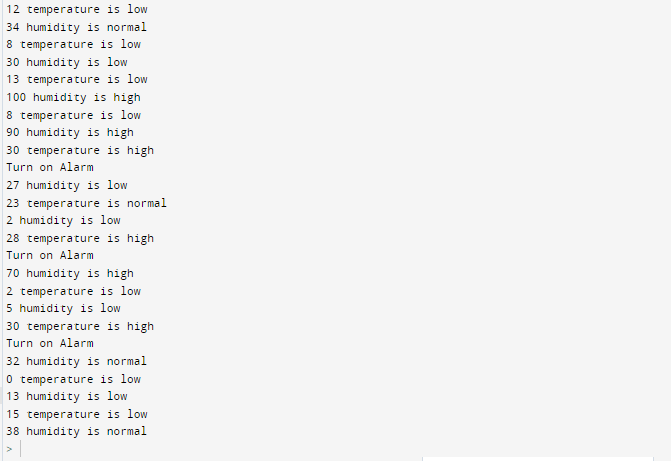 12 temperature is low
34 humidity is normal
8 temperature is low
30 humidity is low
13 temperature is low
100 humidity is high
8 temperature is low
90 humidity is high
30 temperature is high
Turn on Alarm
27 humidity is low
23 temperature is normal
2 humidity is low
28 temperature is high
Turn on Alarm
70 humidity is high
2 temperature is low
5 humidity is low
30 temperature is high
Turn on Alarm
32 humidity is normal
0 temperature is low
13 humidity is low
15 temperature is low
38 humidity is normal
>